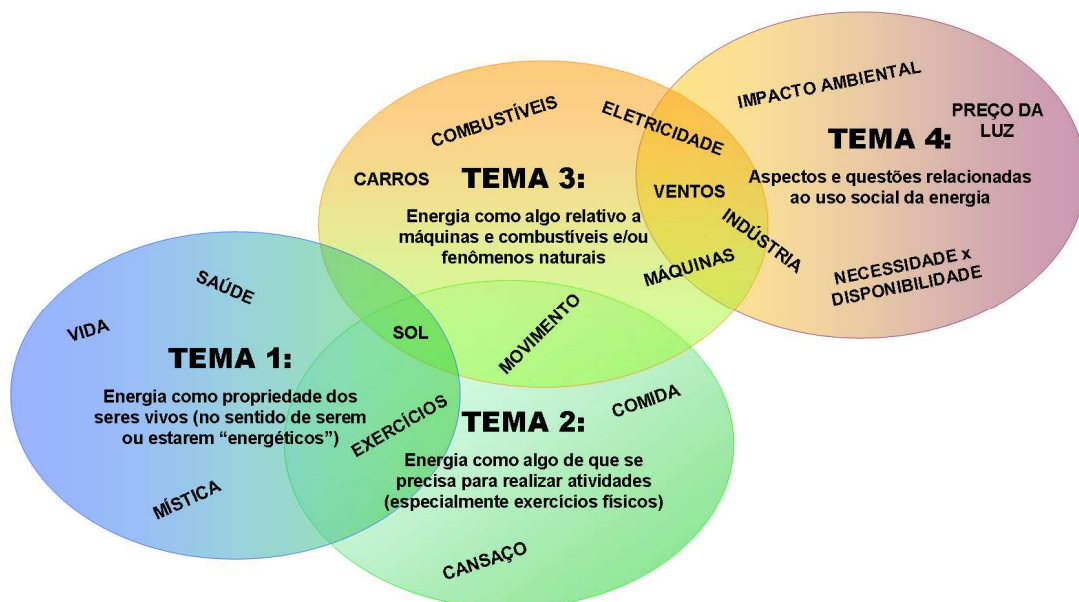 IMPACTO AMBIENTAL
PREÇO DA
LUZ
COMBUSTÍVEIS
ELETRICIDADE
TEMA 4:
Aspectos e questões relacionadas
ao uso social da energia
CARROS
TEMA 3:
VENTOS
Energia como algo relativo a
máquinas e combustíveis e/ou
fenômenos naturais
INDÚSTRIA
MÁQUINAS
NECESSIDADE x
DISPONIBILIDADE
SAÚDE
VIDA
SOL
MOVIMENTO
TEMA 1:
Energia como propriedade dos
seres vivos (no sentido de serem
ou estarem “energéticos”)
EXERCÍCIOS
COMIDA
TEMA 2:
Energia como algo de que se
precisa para realizar atividades
(especialmente exercícios físicos)
MÍSTICA
CANSAÇO